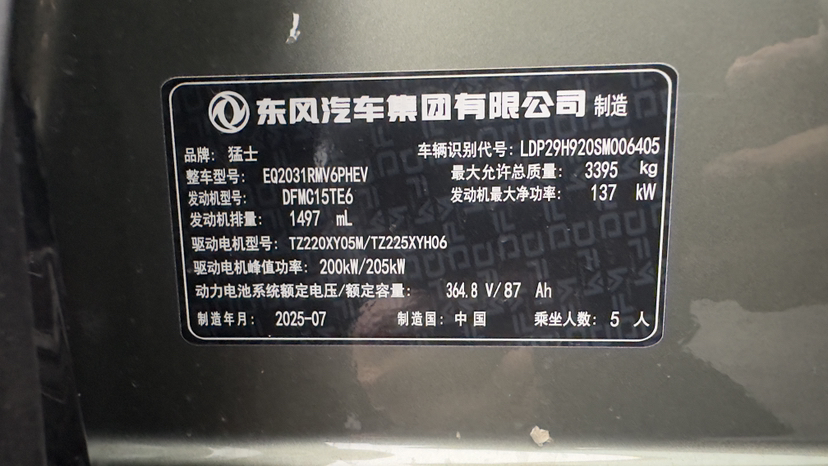 东风汽车集团有限公司 制造
品牌: 猛士 车辆识别代号: LDP29H920SM006405
整车型号: EQ2031RMV6PHEV 最大允许总质量: 3395 kg
发动机型号: DFMC15TE6 发动机最大净功率: 137 kW
发动机排量: 1497 mL
驱动电机型号: TZ220XY05M/TZ225XYH06
驱动电机峰值功率: 200kW/205kW
动力电池系统额定电压/额定容量: 364.8 V/87 Ah
制造年月: 2025-07 制造国: 中国 乘坐人数: 5 人